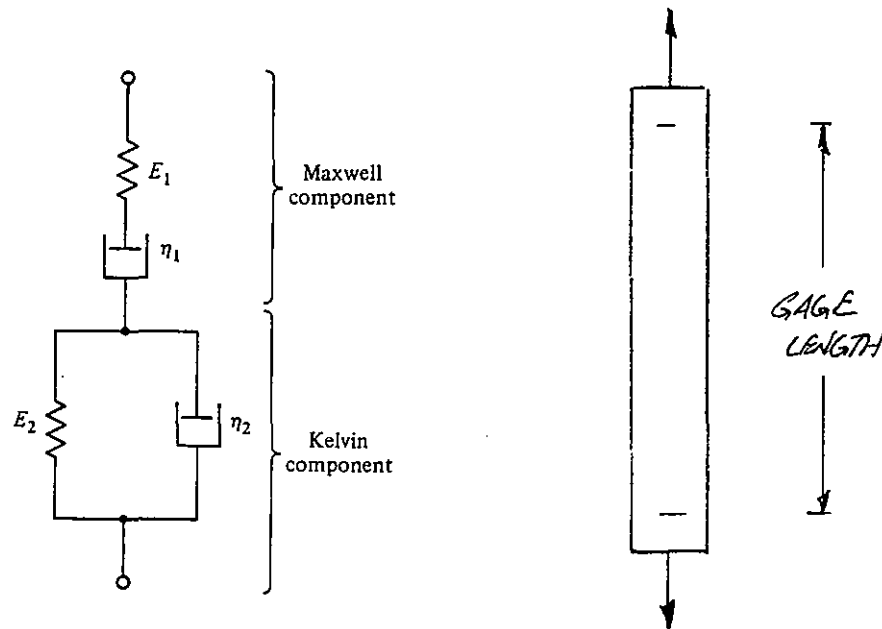 E₁
Maxwell
component
η₁
E₂
η₂
Kelvin
component
GAGE
LENGTH